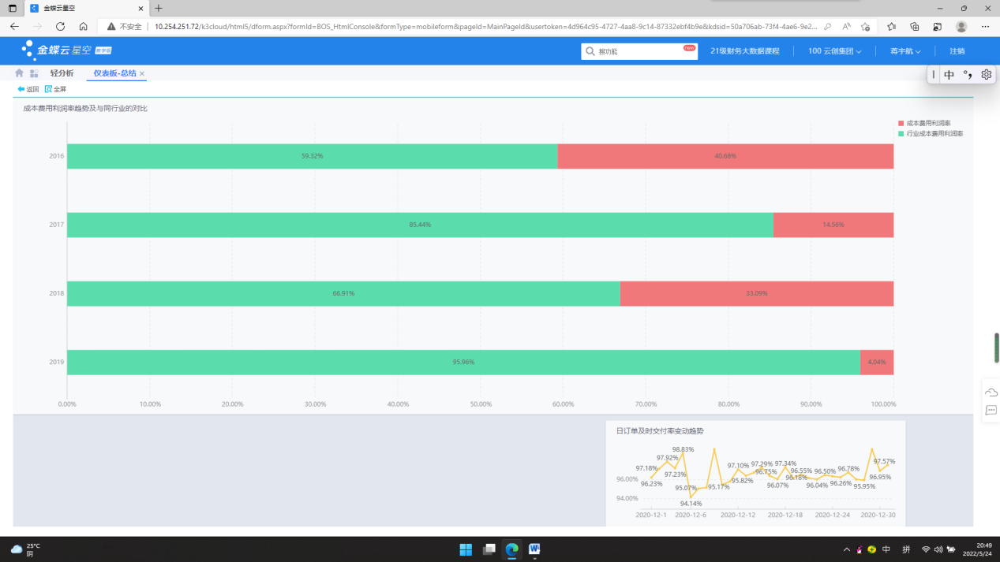 金蝶云星空
不安全
10.254.251.72/k3cloud/html5/dform.aspx?formId=BOS_HtmlConsole&formType=mobileform&pageId=MainPageId&usertoken=4d964c95-4727-4aa8-9c14-87332ebf4b9e&kdsid=50a706ab-73f4-4ae6-9e2...
金蝶云星空 教学版
搜功能 new
21级财务大数据课程
100 云创集团
蒋宇航
注销
轻分析 仪表板-总结
返回 全屏
中
成本费用利润率趋势及与同行业的对比
成本费用利润率
行业成本费用利润率
2016 59.32% 40.68%
2017 85.44% 14.56%
2018 66.91% 33.09%
2019 95.96% 4.04%
0.00% 10.00% 20.00% 30.00% 40.00% 50.00% 60.00% 70.00% 80.00% 90.00% 100.00%
日订单及时交付率变动趋势
98.83%
97.92%
97.18%
97.23%
96.23%
95.07%
94.14%
95.17%
97.10%
95.82%
97.29%
96.75%
96.07%
97.34%
96.18%
96.55%
96.04%
96.50%
96.26%
96.78%
95.95%
97.57%
96.95%
96.00%
94.00%
2020-12-1 2020-12-6 2020-12-12 2020-12-18 2020-12-24 2020-12-30
25°C
阴
中 拼
20:49
2022/5/24